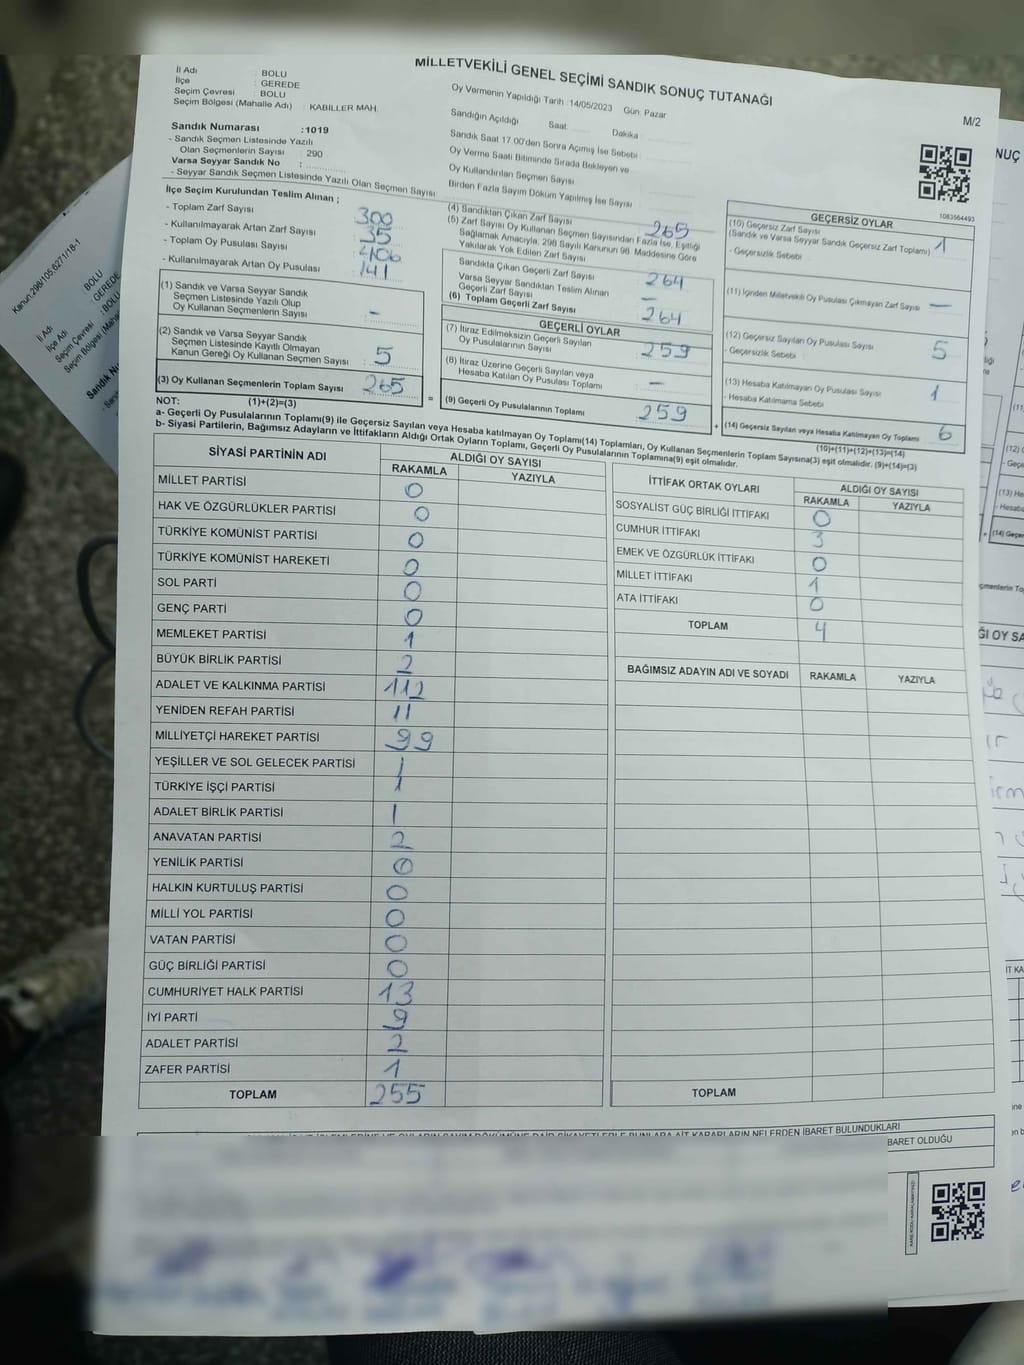 MİLLETVEKİLİ GENEL SEÇİMİ SANDIK SONUÇ TUTANAĞI
M/2
İl Adı : BOLU
İlçe : GEREDE
Seçim Çevresi : BOLU
Seçim Bölgesi (Mahalle Adı) : KABİLLER MAH.
Sandık Numarası : 1019
- Sandık Seçmen Listesinde Yazılı
Olan Seçmenlerin Sayısı : 290
Varsa Seyyar Sandık No :
- Seyyar Sandık Seçmen Listesinde Yazılı Olan Seçmen Sayısı
Oy Vermenin Yapıldığı Tarih :14/05/2023 Gün: Pazar
Sandığın Açıldığı Saat Dakika
Sandık Saat 17:00'den Sonra Açılmış İse Sebebi :
Oy Verme Saati Bitiminde Sırada Bekleyen ve
Oy Kullandırılan Seçmen Sayısı
Birden Fazla Sayım Döküm Yapılmış İse Sayısı
1083564493
İlçe Seçim Kurulundan Teslim Alınan ;
- Toplam Zarf Sayısı 300
- Kullanılmayarak Artan Zarf Sayısı 35
- Toplam Oy Pusulası Sayısı
- Kullanılmayarak Artan Oy Pusulası 141
(1) Sandık ve Varsa Seyyar Sandık
Seçmen Listesinde Yazılı Olup
Oy Kullanan Seçmenlerin Sayısı -
(2) Sandık ve Varsa Seyyar Sandık
Seçmen Listesinde Kayıtlı Olmayan
Kanun Gereği Oy Kullanan Seçmen Sayısı 5
(3) Oy Kullanan Seçmenlerin Toplam Sayısı 265
(1)+(2)=(3)
(4) Sandıktan Çıkan Zarf Sayısı 265
(5) Zarf Sayısı Oy Kullanan Seçmen Sayısından Fazla İse, Eşitliği
Sağlamak Amacıyla, 298 Sayılı Kanunun 98. Maddesine Göre
Yakılarak Yok Edilen Zarf Sayısı
Sandıkta Çıkan Geçerli Zarf Sayısı 264
Varsa Seyyar Sandıktan Teslim Alınan
Geçerli Zarf Sayısı -
(6) Toplam Geçerli Zarf Sayısı 264
GEÇERLİ OYLAR
(7) İtiraz Edilmeksizin Geçerli Sayılan
Oy Pusulalarının Sayısı 259
(8) İtiraz Üzerine Geçerli Sayılan veya
Hesaba Katılan Oy Pusulası Toplamı -
= (9) Geçerli Oy Pusulalarının Toplamı 259
GEÇERSİZ OYLAR
(10) Geçersiz Zarf Sayısı
(Sandık ve Varsa Seyyar Sandık Geçersiz Zarf Toplamı) 1
- Geçersizlik Sebebi :
(11) İçinden Milletvekili Oy Pusulası Çıkmayan Zarf Sayısı -
(12) Geçersiz Sayılan Oy Pusulası Sayısı 5
- Geçersizlik Sebebi :
(13) Hesaba Katılmayan Oy Pusulası Sayısı 1
- Hesaba Katılmama Sebebi :
+ (14) Geçersiz Sayılan veya Hesaba Katılmayan Oy Toplamı 6
(10)+(11)+(12)+(13)=(14)
NOT:
a- Geçerli Oy Pusulalarının Toplamı(9) ile Geçersiz Sayılan veya Hesaba katılmayan Oy Toplamı(14) Toplamları, Oy Kullanan Seçmenlerin Toplam Sayısına(3) eşit olmalıdır. (9)+(14)=(3)
b- Siyasi Partilerin, Bağımsız Adayların ve İttifakların Aldığı Ortak Oyların Toplamı, Geçerli Oy Pusulalarının Toplamına(9) eşit olmalıdır.
SİYASİ PARTİNİN ADI ALDIĞI OY SAYISI
RAKAMLA YAZIYLA
MİLLET PARTİSİ 0
HAK VE ÖZGÜRLÜKLER PARTİSİ 0
TÜRKİYE KOMÜNİST PARTİSİ 0
TÜRKİYE KOMÜNİST HAREKETİ 0
SOL PARTİ 0
GENÇ PARTİ 0
MEMLEKET PARTİSİ 1
BÜYÜK BİRLİK PARTİSİ 2
ADALET VE KALKINMA PARTİSİ 112
YENİDEN REFAH PARTİSİ 11
MİLLİYETÇİ HAREKET PARTİSİ 99
YEŞİLLER VE SOL GELECEK PARTİSİ 1
TÜRKİYE İŞÇİ PARTİSİ 1
ADALET BİRLİK PARTİSİ 1
ANAVATAN PARTİSİ 2
YENİLİK PARTİSİ 0
HALKIN KURTULUŞ PARTİSİ 0
MİLLİ YOL PARTİSİ 0
VATAN PARTİSİ 0
GÜÇ BİRLİĞİ PARTİSİ 0
CUMHURİYET HALK PARTİSİ 13
İYİ PARTİ 9
ADALET PARTİSİ 2
ZAFER PARTİSİ 1
TOPLAM 255
İTTİFAK ORTAK OYLARI ALDIĞI OY SAYISI
RAKAMLA YAZIYLA
SOSYALİST GÜÇ BİRLİĞİ İTTİFAKI 0
CUMHUR İTTİFAKI 3
EMEK VE ÖZGÜRLÜK İTTİFAKI 0
MİLLET İTTİFAKI 1
ATA İTTİFAKI 0
TOPLAM 4
BAĞIMSIZ ADAYIN ADI VE SOYADI RAKAMLA YAZIYLA
TOPLAM
KARARLARIN NELERDEN İBARET BULUNDUKLARI
BARET OLDUĞU
Kanun:298/105 6271/18-1
İl Adı BOLU
İlçe GEREDE
Seçim Çevresi BOLU